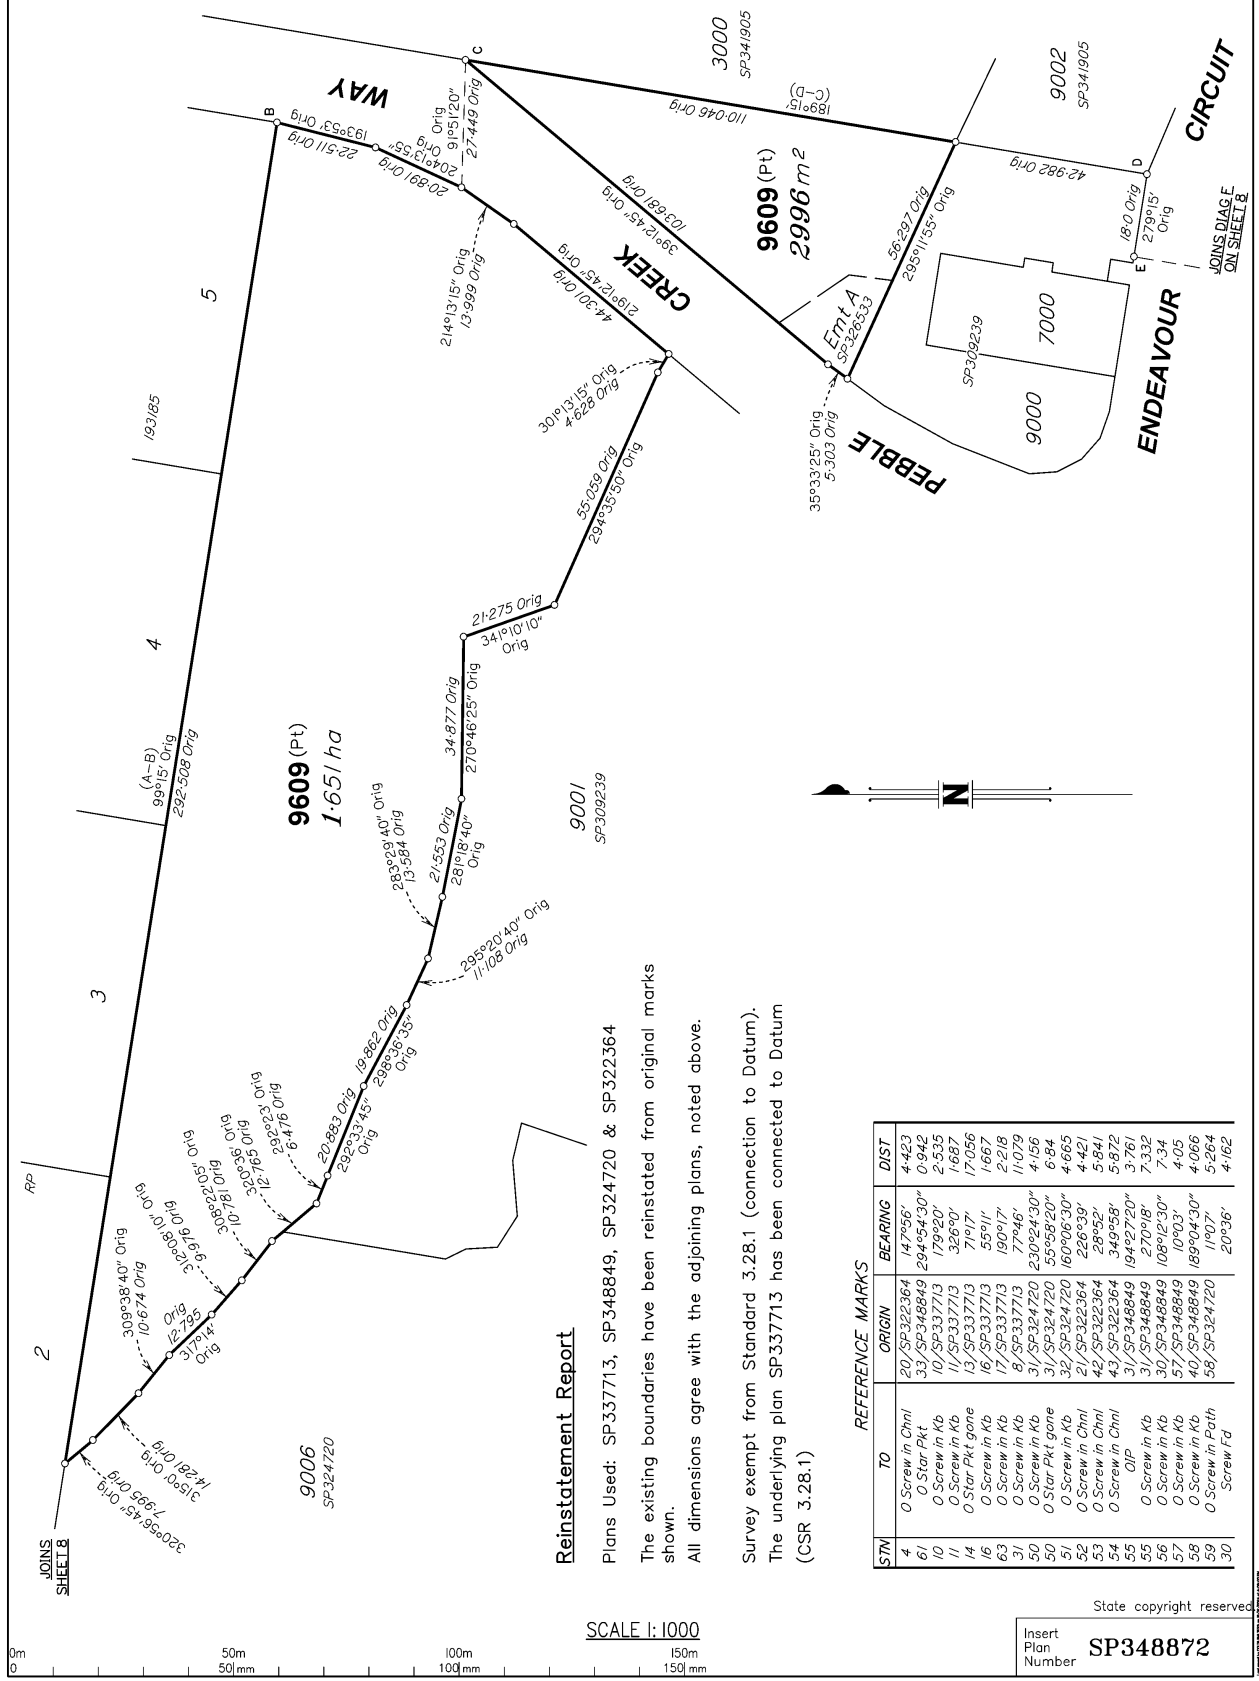 JOINS
SHEET 8
2
RP
3
4
5
193185
(A–B)
99°15' Orig
292·508 Orig
B
193°53' Orig
22·511 Orig
204°13'55"
Orig
20·891 Orig
WAY
C
91°51'20"
Orig
27·449 Orig
214°13'15" Orig
13·999 Orig
219°12'45" Orig
44·301 Orig
CREEK
39°12'45" Orig
103·681 Orig
3000
SP341905
110·046 Orig
189°15'
(C–D)
9609 (Pt)
2996 m²
56·297 Orig
295°11'55" Orig
Emt A
SP326533
35°33'25" Orig
5·303 Orig
PEBBLE
9002
SP341905
42·982 Orig
D
18·0 Orig
279°15'
Orig
E
JOINS DIAG E
ON SHEET 8
CIRCUIT
ENDEAVOUR
SP309239
7000
9000
301°13'15" Orig
4·628 Orig
55·059 Orig
294°35'50" Orig
21·275 Orig
341°10'10"
Orig
34·877 Orig
270°46'25" Orig
9609 (Pt)
1·651 ha
9001
SP309239
21·553 Orig
281°18'40"
Orig
283°29'40" Orig
13·584 Orig
295°20'40" Orig
11·108 Orig
19·862 Orig
298°36'35"
Orig
20·883 Orig
292°33'45"
Orig
292°23' Orig
6·476 Orig
320°36' Orig
12·765 Orig
308°22'05" Orig
10·781 Orig
312°08'10" Orig
9·976 Orig
Orig
12·795
317°14'
Orig
309°38'40" Orig
10·674 Orig
315°0' Orig
14·281 Orig
320°56'45" Orig
7·995 Orig
9006
SP324720
N
Reinstatement Report
Plans Used: SP337713, SP348849, SP324720 & SP322364
The existing boundaries have been reinstated from original marks
shown.
All dimensions agree with the adjoining plans, noted above.
Survey exempt from Standard 3.28.1 (connection to Datum).
The underlying plan SP337713 has been connected to Datum
(CSR 3.28.1)
REFERENCE MARKS
STN TO ORIGIN BEARING DIST
4 O Screw in Chnl 20/SP322364 147°56' 4·423
61 O Star Pkt 33/SP348849 294°54'30" 0·942
10 O Screw in Kb 10/SP337713 179°20' 2·535
11 O Screw in Kb 11/SP337713 326°0' 1·687
14 O Star Pkt gone 13/SP337713 71°17' 17·056
16 O Screw in Kb 16/SP337713 55°11' 1·667
63 O Screw in Kb 17/SP337713 190°17' 2·218
31 O Screw in Kb 8/SP337713 77°46' 11·079
50 O Screw in Kb 31/SP324720 230°24'30" 4·156
50 O Star Pkt gone 31/SP324720 55°58'20" 6·84
51 O Screw in Kb 32/SP324720 160°06'30" 4·665
52 O Screw in Chnl 21/SP322364 226°39' 4·421
53 O Screw in Chnl 42/SP322364 28°52' 5·841
54 O Screw in Chnl 43/SP322364 349°58' 5·872
55 OIP 31/SP348849 194°27'20" 3·761
55 O Screw in Kb 31/SP348849 270°18' 7·332
56 O Screw in Kb 30/SP348849 108°12'30" 7·34
57 O Screw in Kb 57/SP348849 10°03' 4·05
58 O Screw in Kb 40/SP348849 189°04'30" 4·066
59 O Screw in Path 58/SP324720 11°07' 5·264
30 Screw Fd 20°36' 4·162
SCALE 1: 1000
0m 50m 100m 150m
0 50 mm 100 mm 150 mm
State copyright reserved
Insert
Plan
Number
SP348872